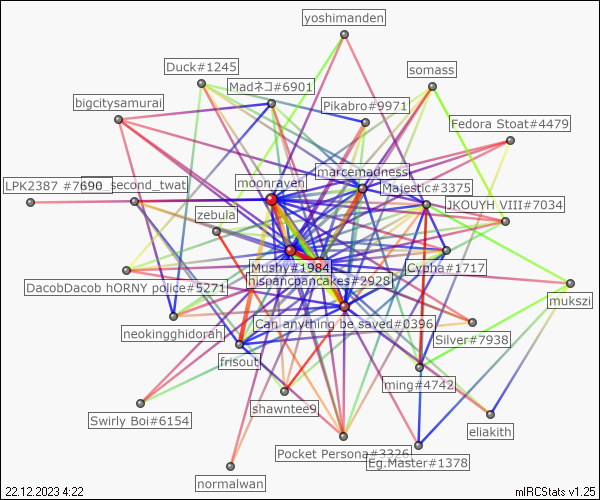 yoshimanden
Duck#1245
somass
Madネコ#6901
bigcitysamurai
Pikabro#9971
Fedora Stoat#4479
marcemadness
moonraven
LPK2387 #7690
second_twat
Majestic#3375
JKOUYH VIII#7034
zebula
Mushy#1984
Cypha#1717
hispancpancakes#2928
DacobDacob hORNY police#5271
mukszi
Can anything be saved#0396
neokingghidorah
Silver#7938
frisout
ming#4742
shawntee9
Swirly Boi#6154
eliakith
Pocket Persona#3326
Eg.Master#1378
normalwan
22.12.2023 4:22
mIRCStats v1.25